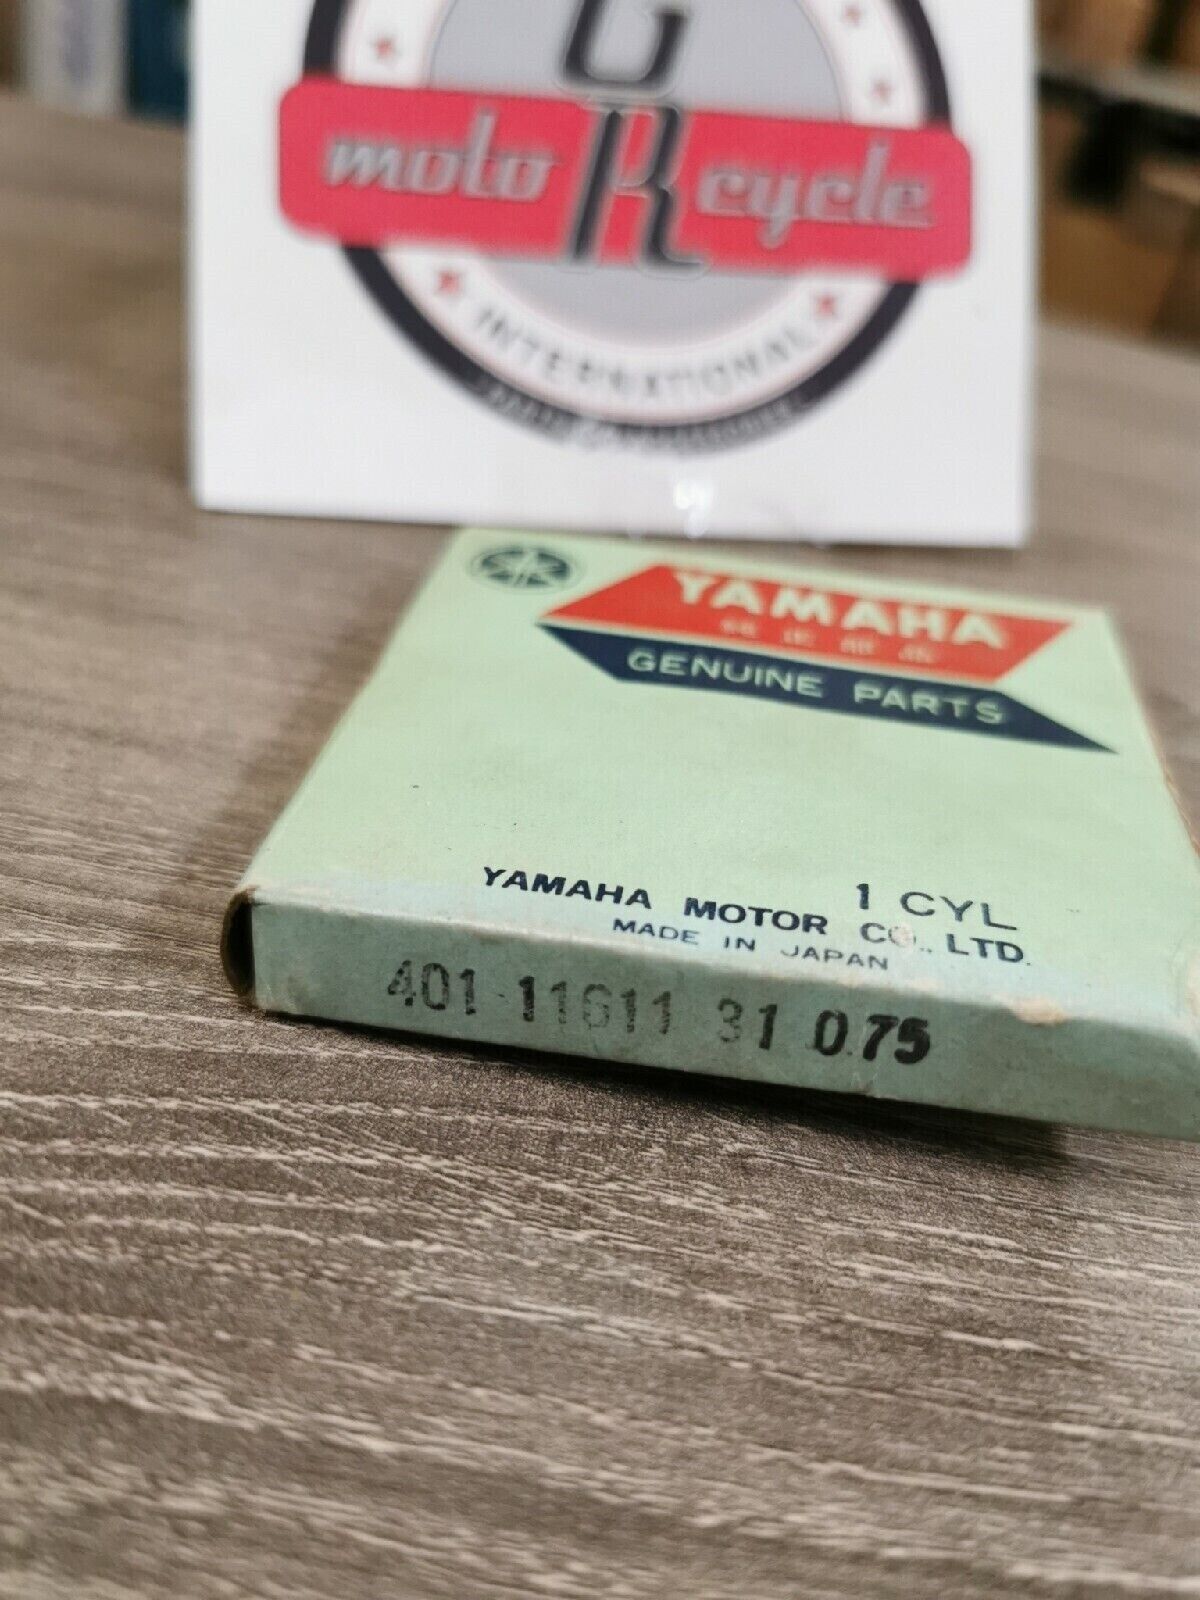 GR
moto cycle
INTERNATIONAL
YAMAHA
GENUINE PARTS
1 CYL
YAMAHA MOTOR CO., LTD.
MADE IN JAPAN
401 11611 31 0.75